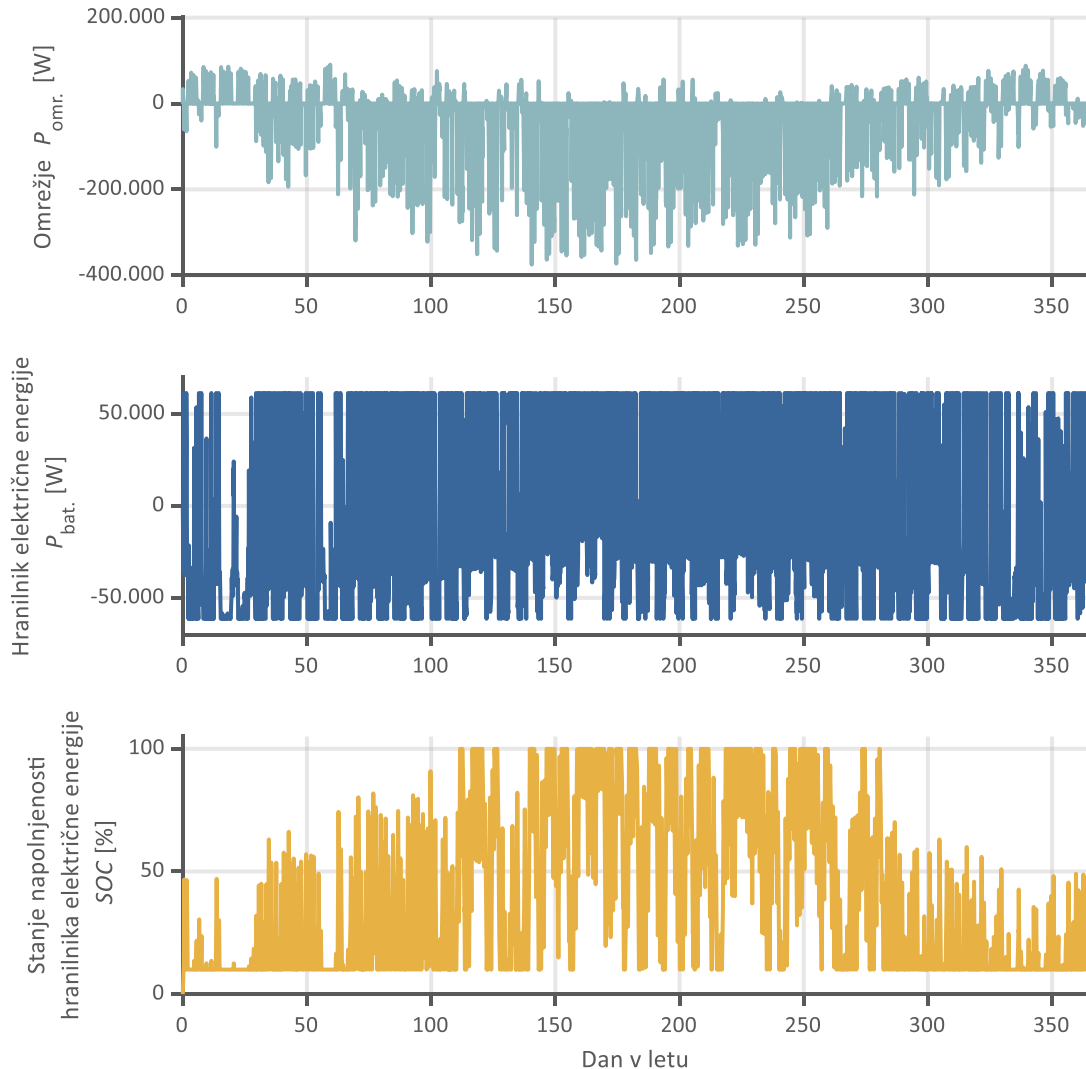 Omrežje P omr. [W]
200.000
0
-200.000
-400.000
0 50 100 150 200 250 300 350
Hranilnik električne energije
P bat. [W]
50.000
0
-50.000
0 50 100 150 200 250 300 350
Stanje napolnjenosti
hranilnika električne energije
SOC [%]
100
50
0
0 50 100 150 200 250 300 350
Dan v letu